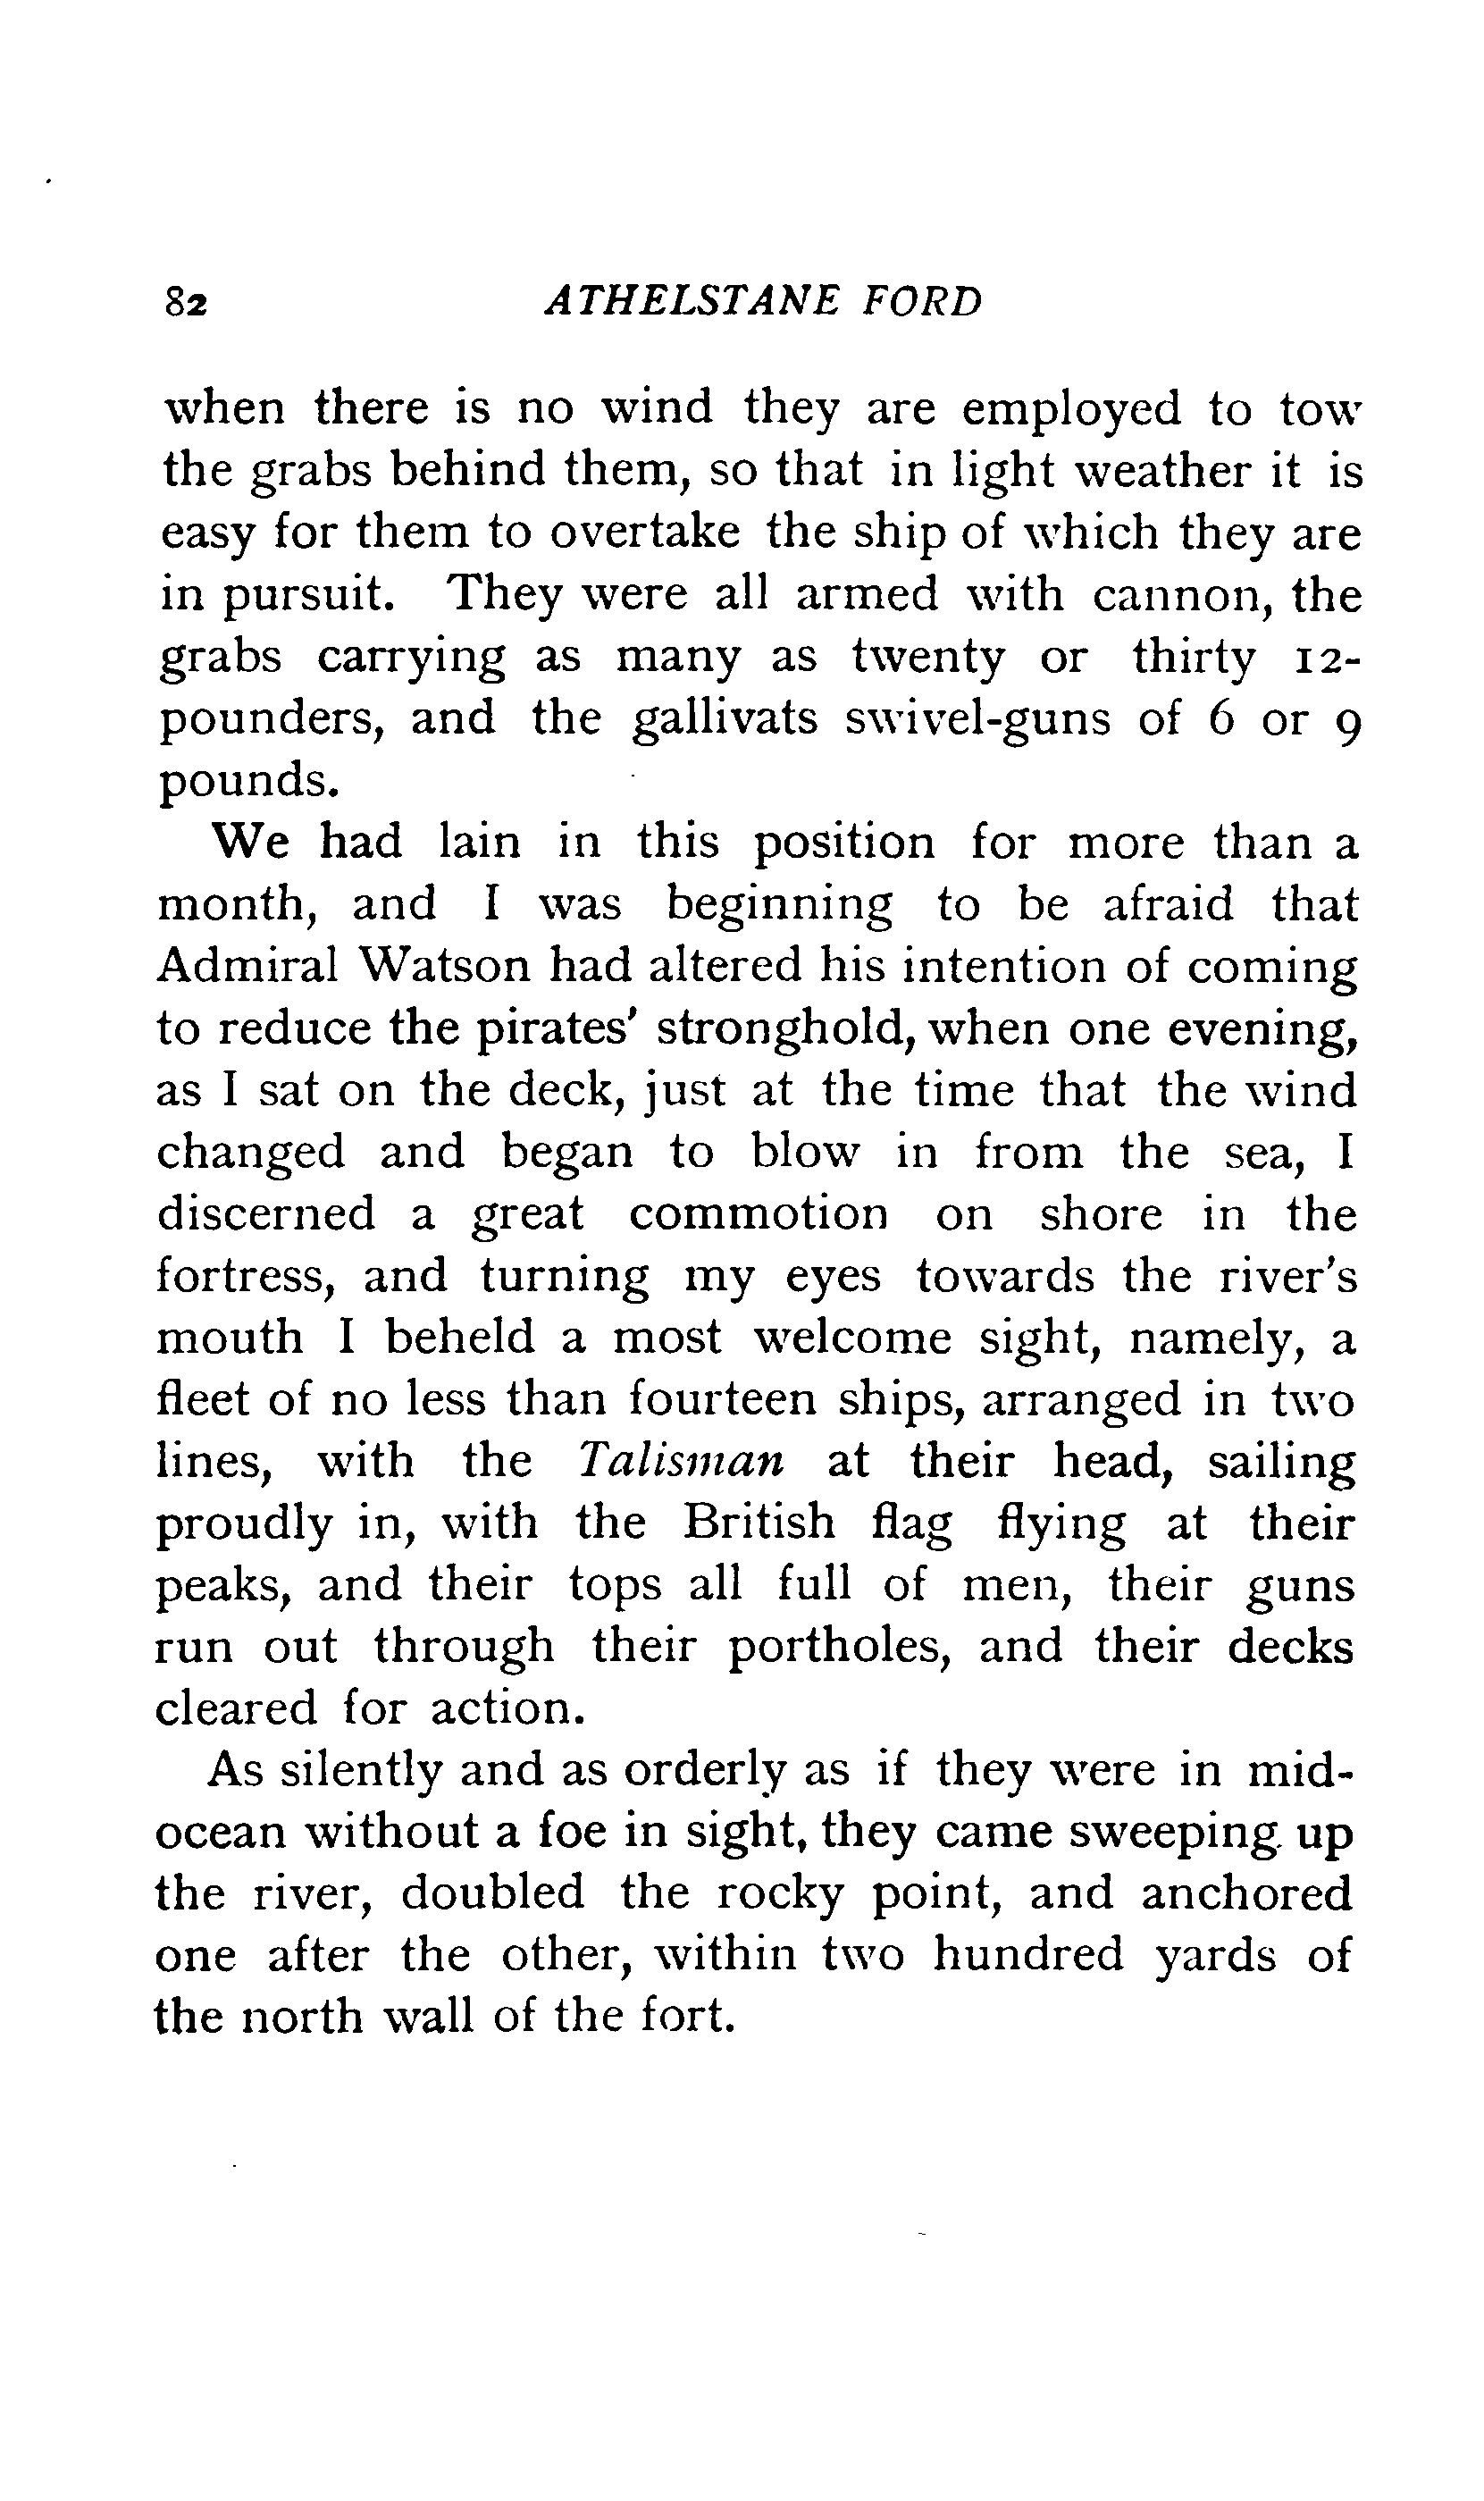 82 ATHELSTANE FORD
when there is no wind they are employed to tow
the grabs behind them, so that in light weather it is
easy for them to overtake the ship of which they are
in pursuit. They were all armed with cannon, the
grabs carrying as many as twenty or thirty 12-
pounders, and the gallivats swivel-guns of 6 or 9
pounds.
We had lain in this position for more than a
month, and I was beginning to be afraid that
Admiral Watson had altered his intention of coming
to reduce the pirates' stronghold, when one evening,
as I sat on the deck, just at the time that the wind
changed and began to blow in from the sea, I
discerned a great commotion on shore in the
fortress, and turning my eyes towards the river's
mouth I beheld a most welcome sight, namely, a
fleet of no less than fourteen ships, arranged in two
lines, with the Talisman at their head, sailing
proudly in, with the British flag flying at their
peaks, and their tops all full of men, their guns
run out through their portholes, and their decks
cleared for action.
As silently and as orderly as if they were in mid-
ocean without a foe in sight, they came sweeping up
the river, doubled the rocky point, and anchored
one after the other, within two hundred yards of
the north wall of the fort.